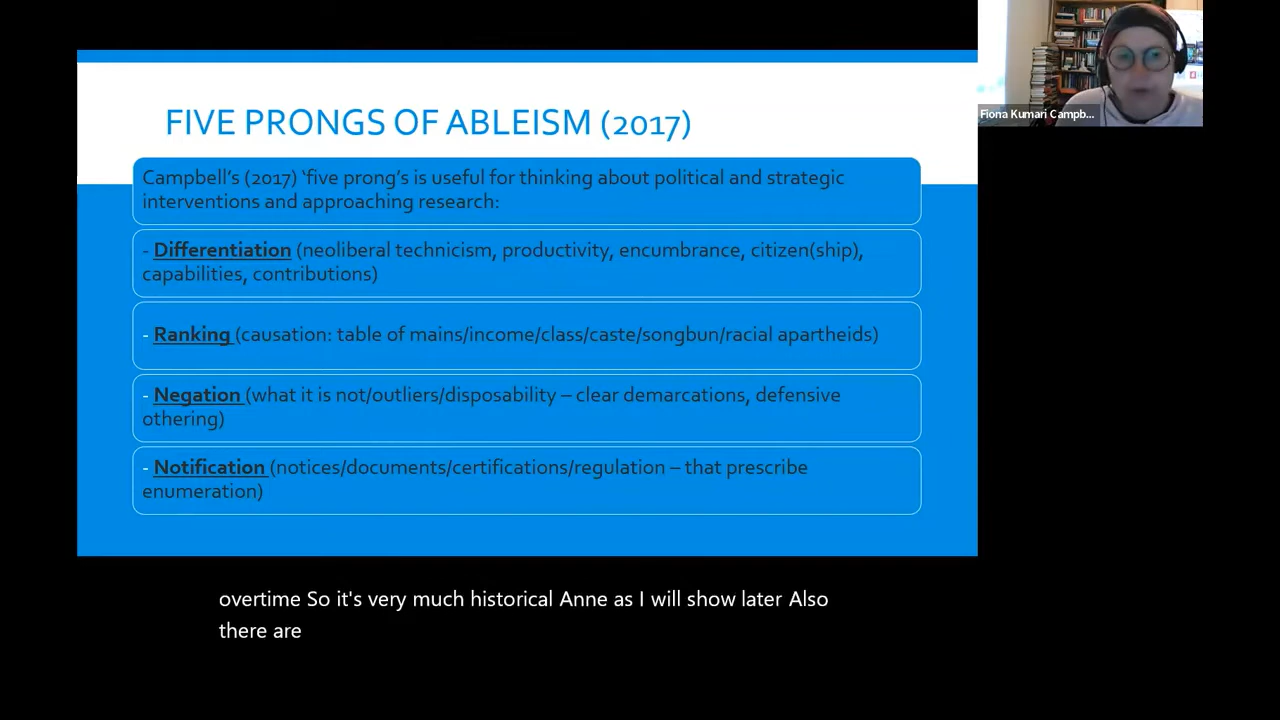 FIVE PRONGS OF ABLEISM (2017)
Campbell's (2017) 'five prong's is useful for thinking about political and strategic
interventions and approaching research:
- Differentiation (neoliberal technicism, productivity, encumbrance, citizen(ship),
capabilities, contributions)
- Ranking (causation: table of mains/income/class/caste/songbun/racial apartheids)
- Negation (what it is not/outliers/disposability – clear demarcations, defensive
othering)
- Notification (notices/documents/certifications/regulation – that prescribe
enumeration)
Fiona Kumari Campb...
overtime So it's very much historical Anne as I will show later Also
there are